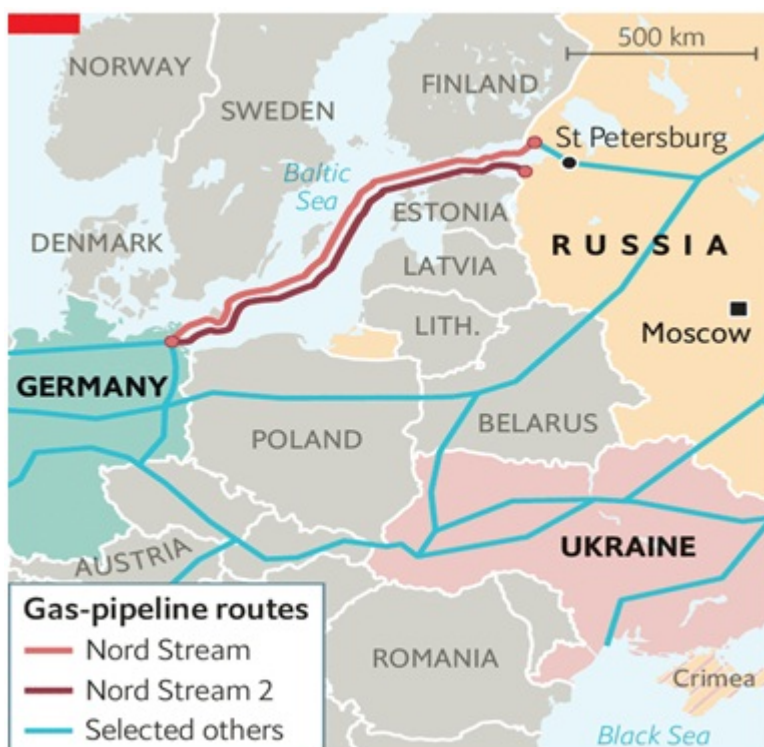 500 km
NORWAY
FINLAND
SWEDEN
St Petersburg
Baltic
Sea
ESTONIA
DENMARK
RUSSIA
LATVIA
LITH.
Moscow
GERMANY
BELARUS
POLAND
UKRAINE
AUSTRIA
Gas-pipeline routes
Nord Stream
Nord Stream 2
Selected others
ROMANIA
Crimea
Black Sea